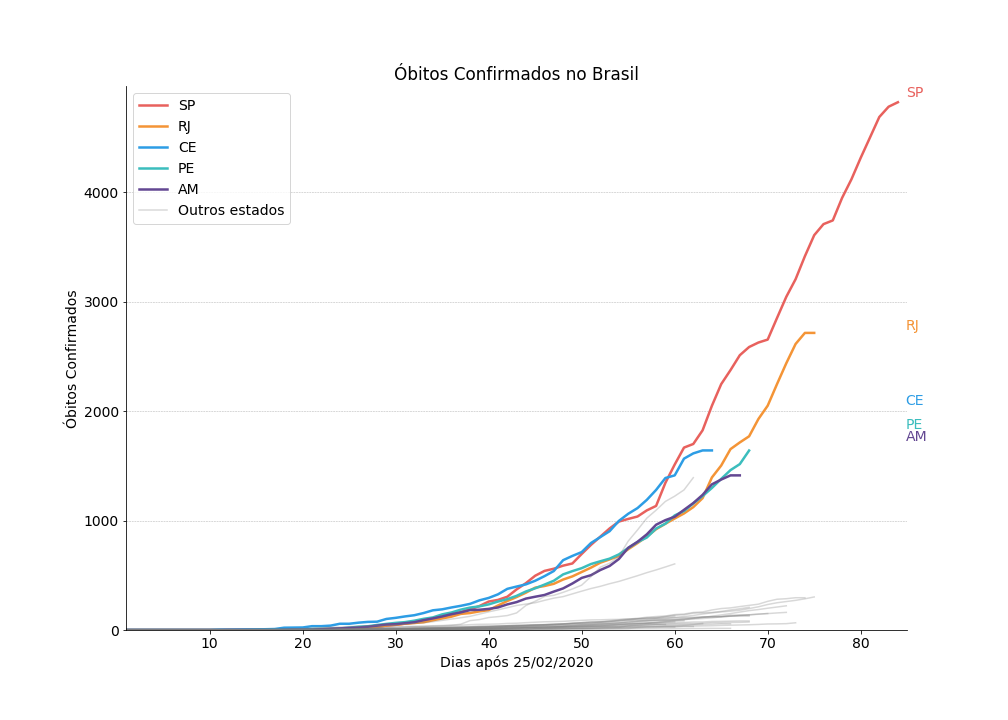 Óbitos Confirmados no Brasil
SP
RJ
CE
PE
AM
Outros estados
SP
RJ
CE
PE
AM
4000
3000
2000
1000
0
Óbitos Confirmados
10 20 30 40 50 60 70 80
Dias após 25/02/2020